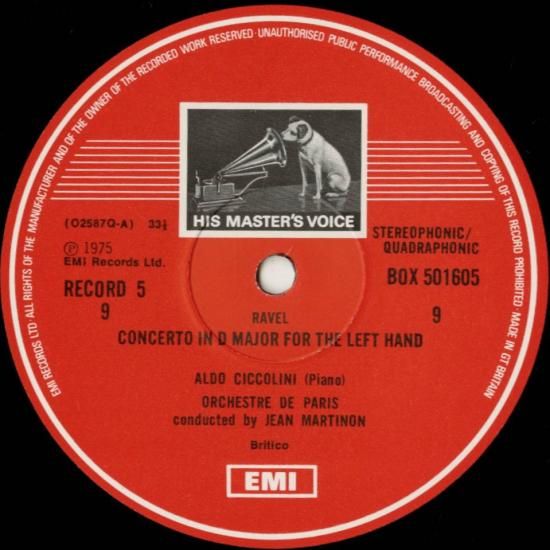 EMI RECORDS LTD · ALL RIGHTS OF THE MANUFACTURER AND OF THE OWNER OF THE RECORDED WORK RESERVED · UNAUTHORISED PUBLIC PERFORMANCE BROADCASTING AND COPYING OF THIS RECORD PROHIBITED MADE IN GT BRITAIN
HIS MASTER'S VOICE
(O2587Q-A) 33⅓
STEREOPHONIC/
QUADRAPHONIC
Ⓟ 1975
EMI Records Ltd.
BOX 501605
RECORD 5
9
9
RAVEL
CONCERTO IN D MAJOR FOR THE LEFT HAND
ALDO CICCOLINI (Piano)
ORCHESTRE DE PARIS
conducted by JEAN MARTINON
Britico
EMI